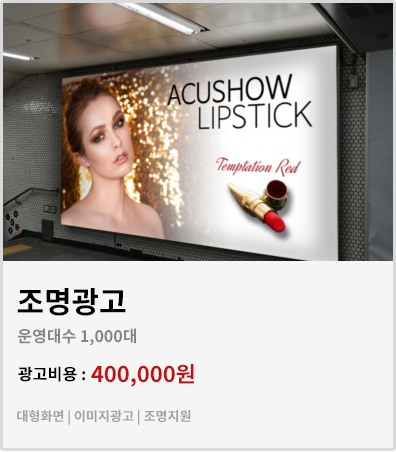 ACUSHOW
LIPSTICK
Temptation Red
조명광고
운영대수 1,000대
광고비용 : 400,000원
대형화면 | 이미지광고 | 조명지원